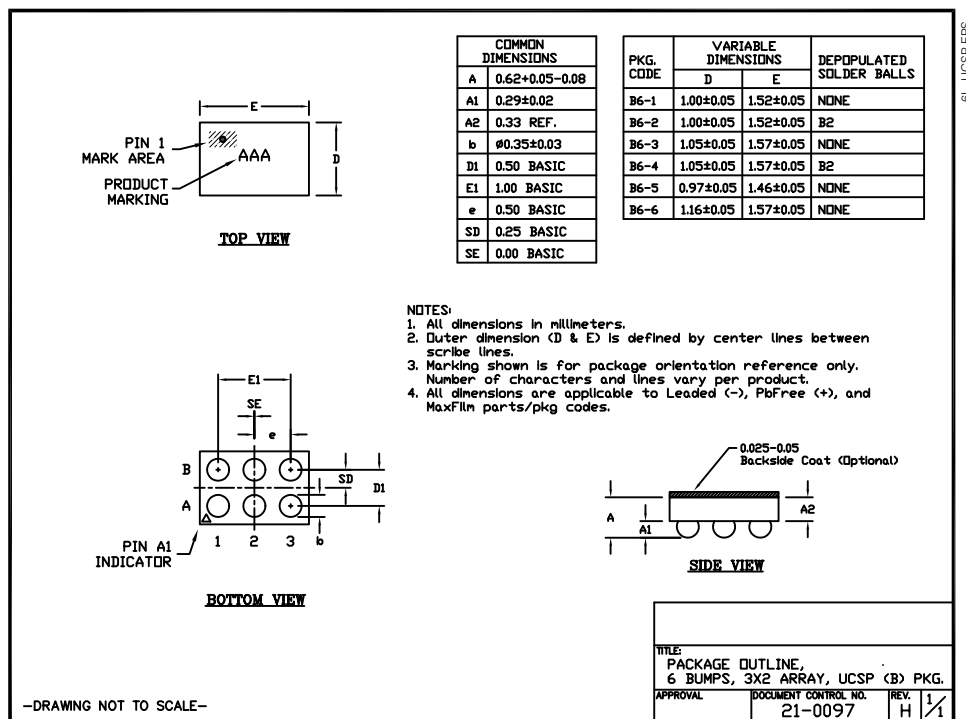 COMMON DIMENSIONS
A 0.62+0.05-0.08
A1 0.29±0.02
A2 0.33 REF.
b ø0.35±0.03
D1 0.50 BASIC
E1 1.00 BASIC
e 0.50 BASIC
SD 0.25 BASIC
SE 0.00 BASIC
PKG. CODE
VARIABLE DIMENSIONS
D E
DEPOPULATED SOLDER BALLS
B6-1 1.00±0.05 1.52±0.05 NONE
B6-2 1.00±0.05 1.52±0.05 B2
B6-3 1.05±0.05 1.57±0.05 NONE
B6-4 1.05±0.05 1.57±0.05 B2
B6-5 0.97±0.05 1.46±0.05 NONE
B6-6 1.16±0.05 1.57±0.05 NONE
E
PIN 1
MARK AREA
AAA
D
PRODUCT
MARKING
TOP VIEW
NOTES:
1. All dimensions in millimeters.
2. Outer dimension (D & E) is defined by center lines between
scribe lines.
3. Marking shown is for package orientation reference only.
Number of characters and lines vary per product.
4. All dimensions are applicable to Leaded (-), PbFree (+), and
MaxFilm parts/pkg codes.
E1
SE
e
B
SD
D1
A
1 2 3 b
PIN A1
INDICATOR
BOTTOM VIEW
0.025-0.05
Backside Coat (Optional)
A
A1
A2
SIDE VIEW
TITLE:
PACKAGE OUTLINE,
6 BUMPS, 3X2 ARRAY, UCSP (B) PKG.
APPROVAL
DOCUMENT CONTROL NO.
21-0097
REV.
H
1/1
-DRAWING NOT TO SCALE-